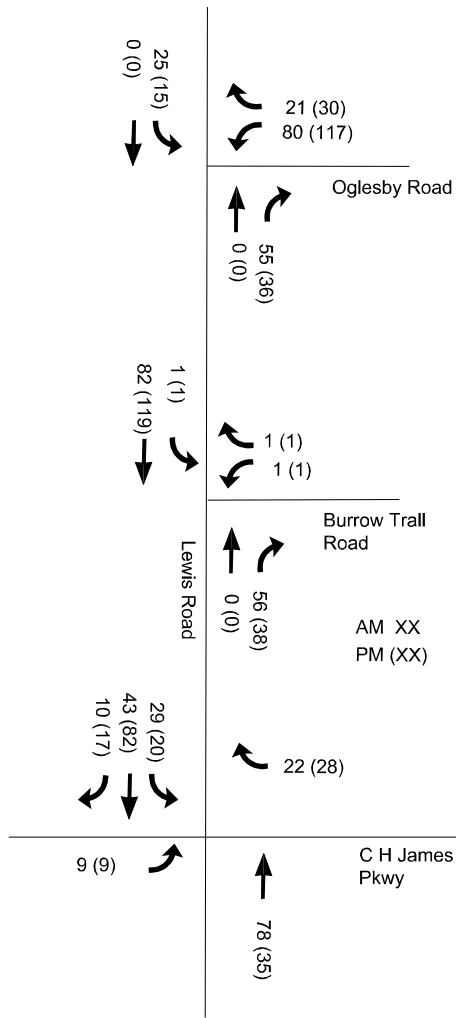 0 (0)
25 (15)
21 (30)
80 (117)
Oglesby Road
0 (0)
55 (36)
82 (119)
1 (1)
1 (1)
1 (1)
Burrow Trall
Road
Lewis Road
0 (0)
56 (38)
AM XX
PM (XX)
10 (17)
43 (82)
29 (20)
22 (28)
9 (9)
C H James
Pkwy
78 (35)